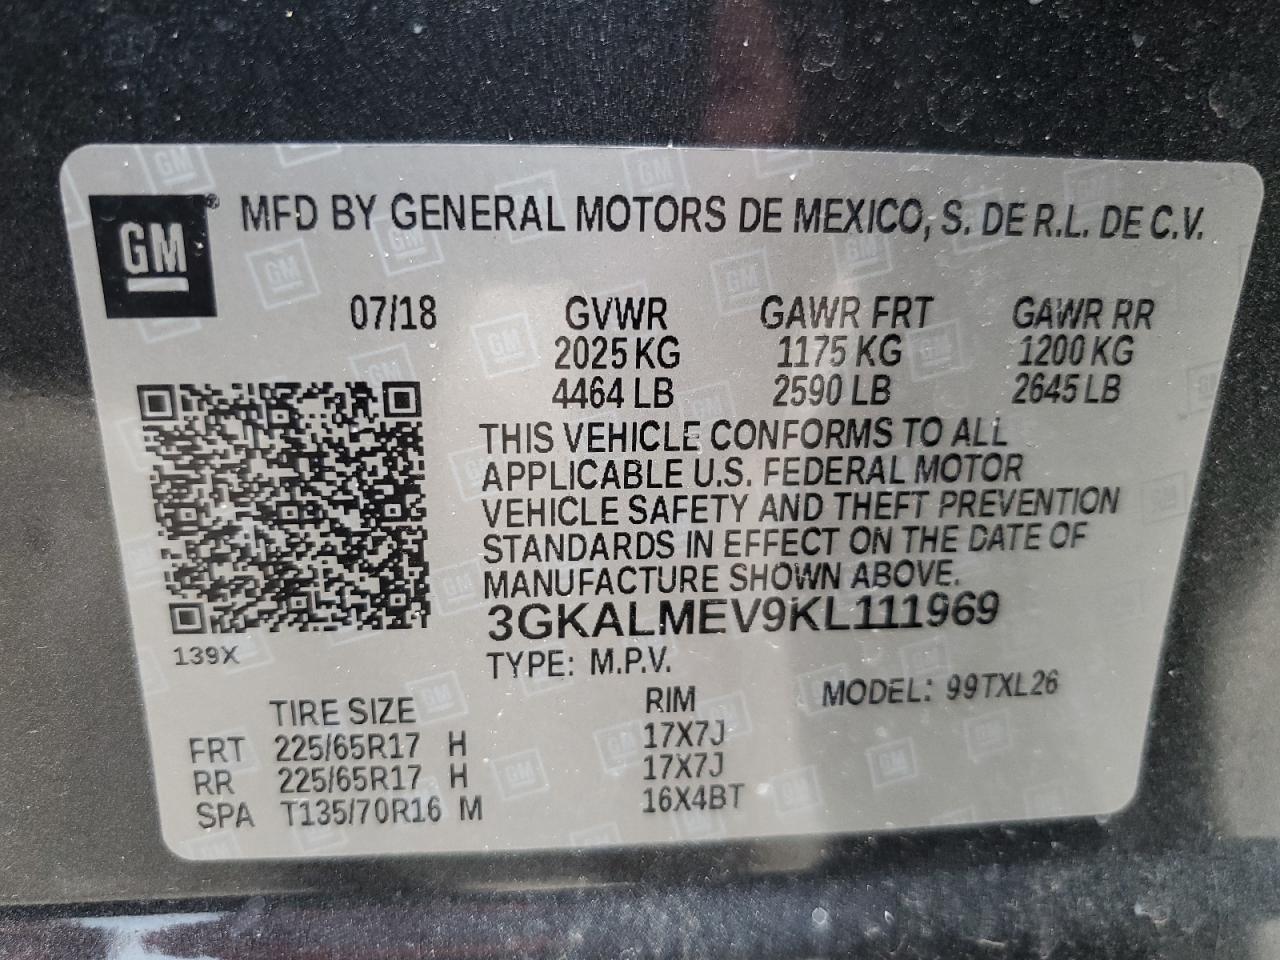 GM ® MFD BY GENERAL MOTORS DE MEXICO, S. DE R.L. DE C.V.
07/18 GVWR GAWR FRT GAWR RR
2025 KG 1175 KG 1200 KG
4464 LB 2590 LB 2645 LB
THIS VEHICLE CONFORMS TO ALL
APPLICABLE U.S. FEDERAL MOTOR
VEHICLE SAFETY AND THEFT PREVENTION
STANDARDS IN EFFECT ON THE DATE OF
MANUFACTURE SHOWN ABOVE.
3GKALMEV9KL111969
139X
TYPE: M.P.V.
MODEL: 99TXL26
TIRE SIZE RIM
FRT 225/65R17 H 17X7J
RR 225/65R17 H 17X7J
SPA T135/70R16 M 16X4BT